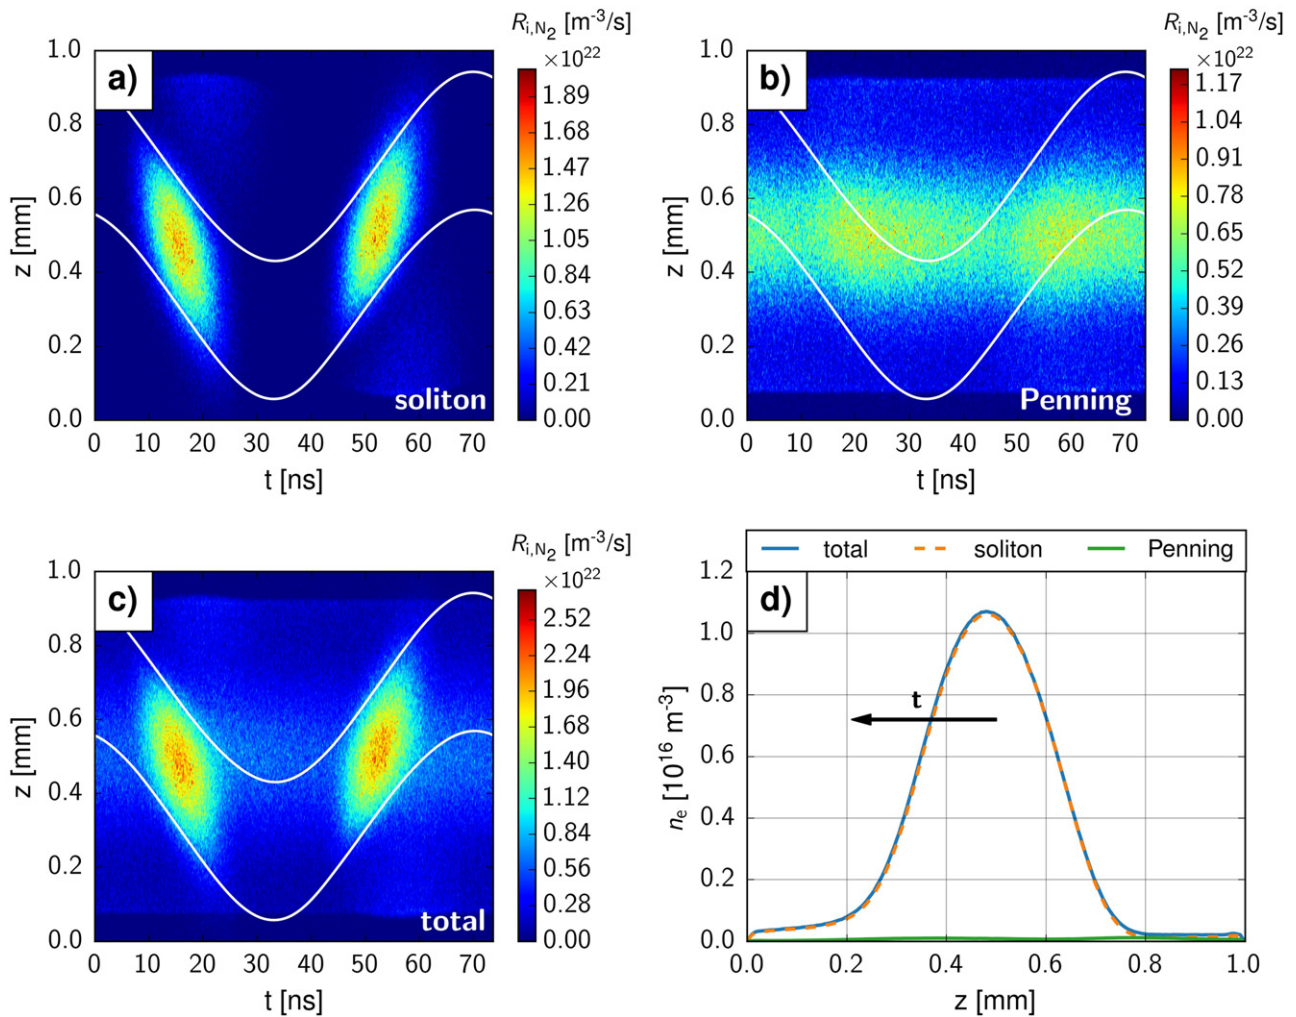 R_i,N2 [m-3/s]
×10^22
a)
1.0
0.8
0.6
0.4
0.2
0.0
z [mm]
0 10 20 30 40 50 60 70
t [ns]
soliton
1.89
1.68
1.47
1.26
1.05
0.84
0.63
0.42
0.21
0.00
R_i,N2 [m-3/s]
×10^22
b)
1.0
0.8
0.6
0.4
0.2
0.0
z [mm]
0 10 20 30 40 50 60 70
t [ns]
Penning
1.17
1.04
0.91
0.78
0.65
0.52
0.39
0.26
0.13
0.00
R_i,N2 [m-3/s]
×10^22
c)
1.0
0.8
0.6
0.4
0.2
0.0
z [mm]
0 10 20 30 40 50 60 70
t [ns]
total
2.52
2.24
1.96
1.68
1.40
1.12
0.84
0.56
0.28
0.00
total soliton Penning
d)
1.2
1.0
0.8
0.6
0.4
0.2
0.0
n_e [10^16 m-3]
t
0.0 0.2 0.4 0.6 0.8 1.0
z [mm]